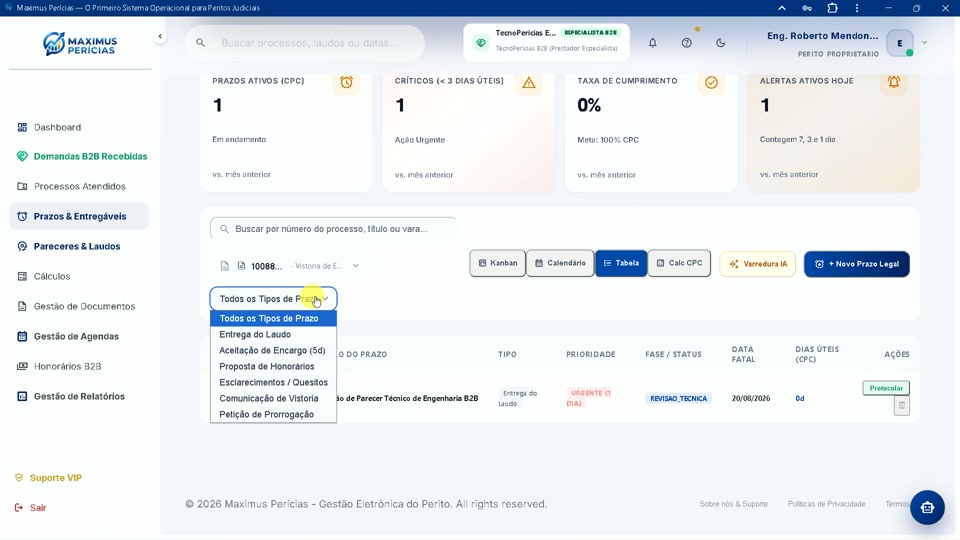 Maximus Perícias — O Primeiro Sistema Operacional para Peritos Judiciais
MAXIMUS
PERÍCIAS
Buscar processos, laudos ou datas...
TecnoPerícias E...
ESPECIALISTA B2B
TecnoPerícias B2B (Prestador Especialista)
Eng. Roberto Mendon...
PERITO PROPRIETARIO
E
Dashboard
Demandas B2B Recebidas
Processos Atendidos
Prazos & Entregáveis
Pareceres & Laudos
Cálculos
Gestão de Documentos
Gestão de Agendas
Honorários B2B
Gestão de Relatórios
Suporte VIP
Sair
PRAZOS ATIVOS (CPC)
1
Em andamento
vs. mês anterior
CRÍTICOS (< 3 DIAS ÚTEIS)
1
Ação Urgente
vs. mês anterior
TAXA DE CUMPRIMENTO
0%
Meta: 100% CPC
vs. mês anterior
ALERTAS ATIVOS HOJE
1
Contagem 7, 3 e 1 dia
vs. mês anterior
Buscar por número do processo, título ou vara...
10088...
· Vistoria de E...
Kanban
Calendário
Tabela
Calc CPC
Varredura IA
+ Novo Prazo Legal
Todos os Tipos de Prazo
Todos os Tipos de Prazo
Entrega do Laudo
Aceitação de Encargo (5d)
Proposta de Honorários
Esclarecimentos / Quesitos
Comunicação de Vistoria
Petição de Prorrogação
O DO PRAZO
TIPO
PRIORIDADE
FASE / STATUS
DATA
FATAL
DIAS ÚTEIS
(CPC)
AÇÕES
ão de Parecer Técnico de Engenharia B2B
Entrega do
Laudo
URGENTE (1
DIA)
REVISAO_TECNICA
20/08/2026
0d
Protocolar
© 2026 Maximus Perícias - Gestão Eletrônica do Perito. All rights reserved.
Sobre nós & Suporte
Políticas de Privacidade
Termos